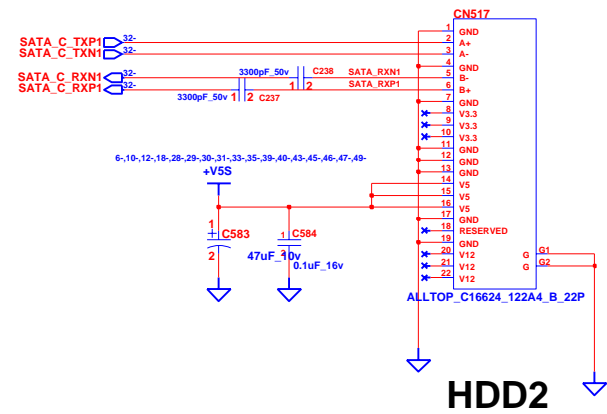 CN517
SATA_C_TXP1 32- 2 A+
SATA_C_TXN1 32- 3 A-
1 GND
4 GND
SATA_C_RXN1 32- 3300pF_50v C238 1 2 SATA_RXN1 5 B-
SATA_C_RXP1 32- 3300pF_50v 1 2 C237 SATA_RXP1 6 B+
7 GND
8 V3.3
9 V3.3
10 V3.3
11 GND
12 GND
13 GND
14 V5
15 V5
16 V5
17 GND
18 RESERVED
19 GND
20 V12
21 V12
22 V12
G G1
G G2
6-,10-,12-,18-,28-,29-,30-,31-,33-,35-,39-,40-,43-,45-,46-,47-,49-
+V5S
1 + C583 2 47uF_10v
1 C584 2 0.1uF_16v
ALLTOP_C16624_122A4_B_22P
HDD2